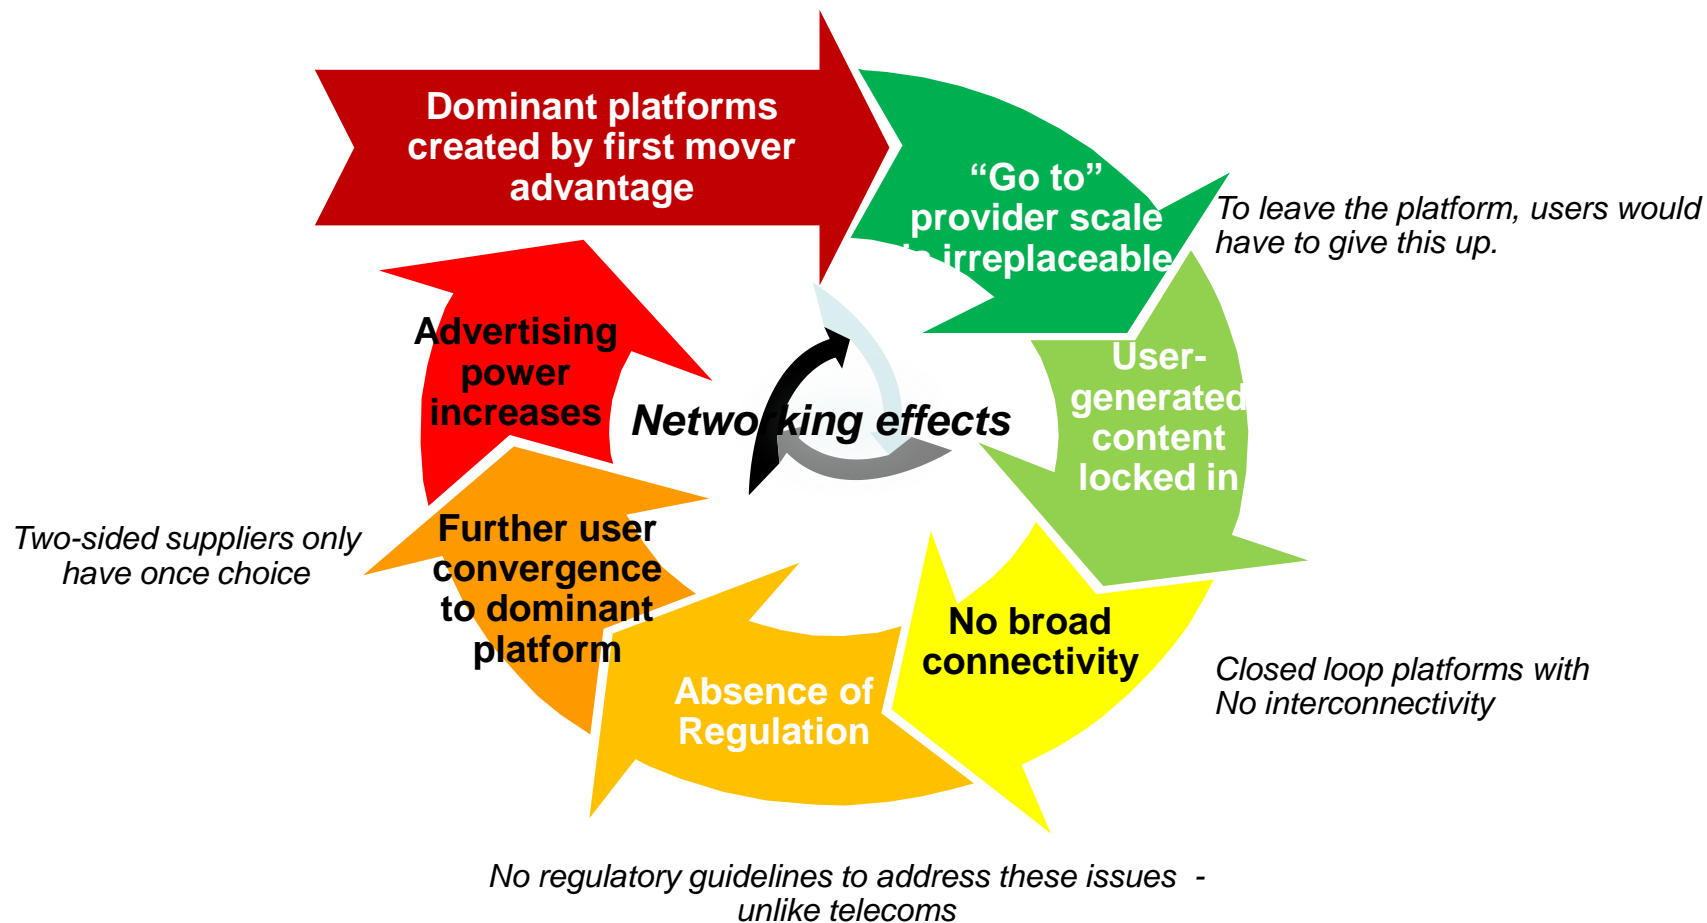 Dominant platforms
created by first mover
advantage
“Go to”
provider scale
is irreplaceable
To leave the platform, users would
have to give this up.
User-
generated
content
locked in
No broad
connectivity
Closed loop platforms with
No interconnectivity
Absence of
Regulation
No regulatory guidelines to address these issues -
unlike telecoms
Further user
convergence
to dominant
platform
Two-sided suppliers only
have once choice
Advertising
power
increases
Networking effects